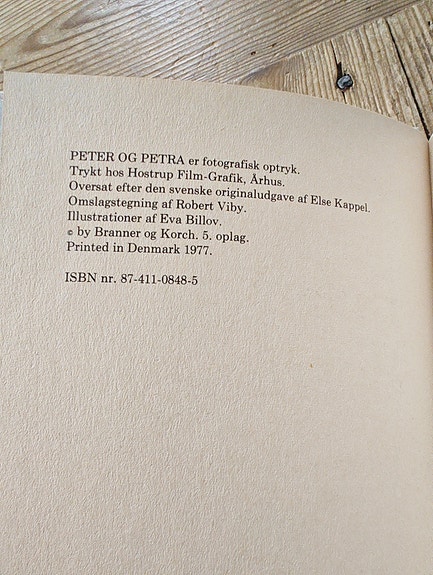 PETER OG PETRA er fotografisk optryk.
Trykt hos Hostrup Film-Grafik, Århus.
Oversat efter den svenske originaludgave af Else Kappel.
Omslagstegning af Robert Viby.
Illustrationer af Eva Billov.
© by Branner og Korch. 5. oplag.
Printed in Denmark 1977.
ISBN nr. 87-411-0848-5